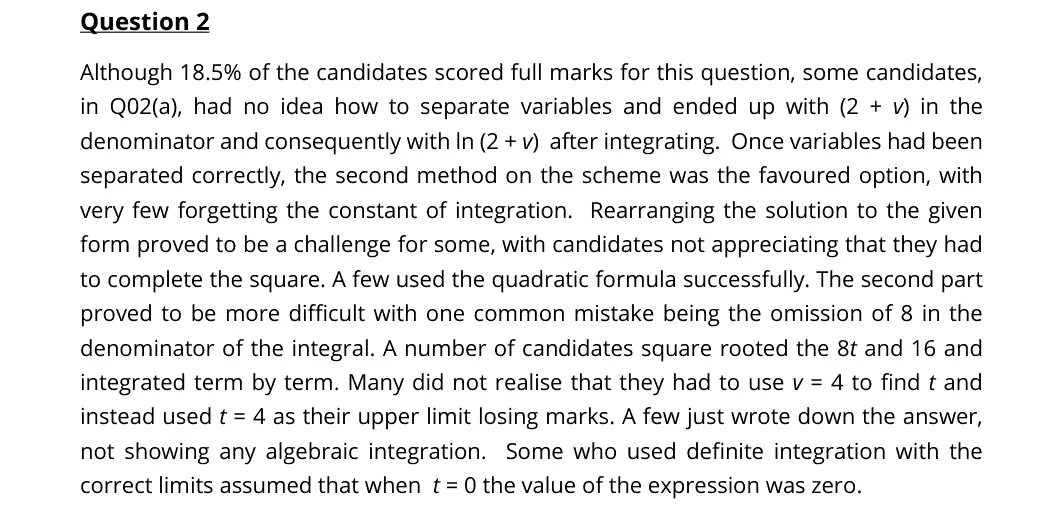 Question 2
Although 18.5% of the candidates scored full marks for this question, some candidates,
in Q02(a), had no idea how to separate variables and ended up with (2 + v) in the
denominator and consequently with ln (2 + v) after integrating. Once variables had been
separated correctly, the second method on the scheme was the favoured option, with
very few forgetting the constant of integration. Rearranging the solution to the given
form proved to be a challenge for some, with candidates not appreciating that they had
to complete the square. A few used the quadratic formula successfully. The second part
proved to be more difficult with one common mistake being the omission of 8 in the
denominator of the integral. A number of candidates square rooted the 8t and 16 and
integrated term by term. Many did not realise that they had to use v = 4 to find t and
instead used t = 4 as their upper limit losing marks. A few just wrote down the answer,
not showing any algebraic integration. Some who used definite integration with the
correct limits assumed that when t = 0 the value of the expression was zero.